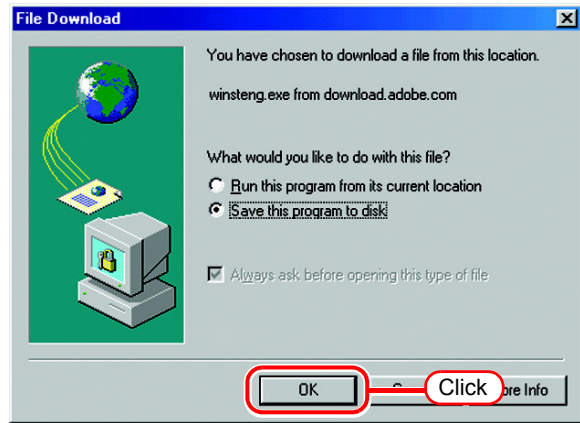 File Download
You have chosen to download a file from this location.
winsteng.exe from download.adobe.com
What would you like to do with this file?
Run this program from its current location
Save this program to disk
Always ask before opening this type of file
OK
Click
Info